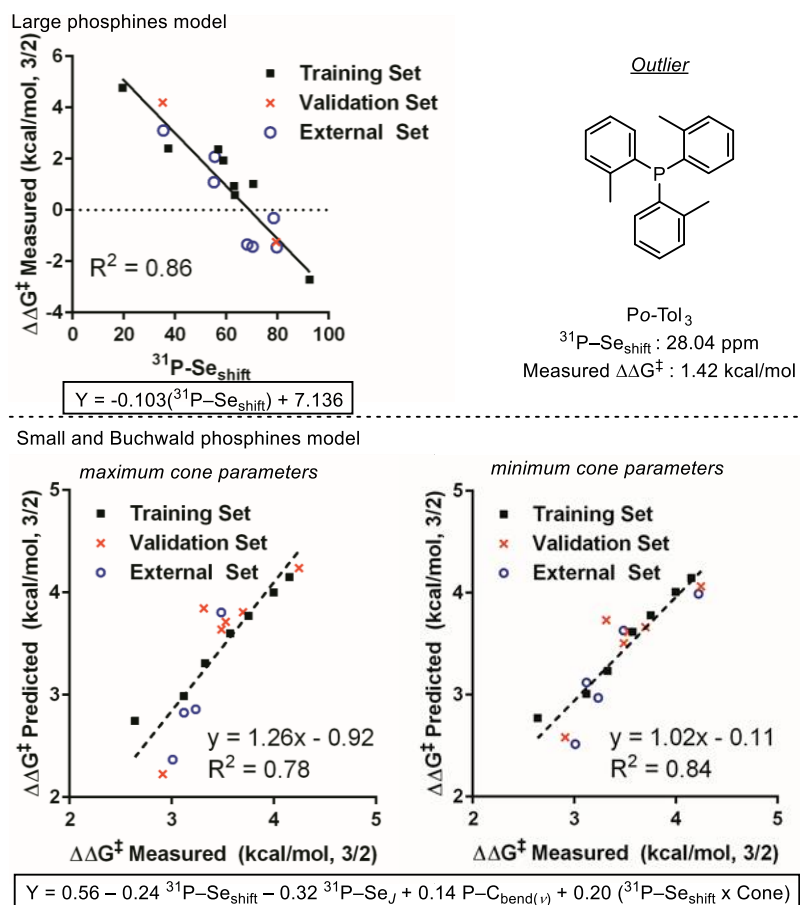 Large phosphines model
ΔΔG‡ Measured (kcal/mol, 3/2)
6
4
2
0
-2
-4
Training Set
Validation Set
External Set
R² = 0.86
0 20 40 60 80 100
³¹P-Se_shift
Y = -0.103(³¹P–Se_shift) + 7.136
Outlier
P
Po-Tol₃
³¹P–Se_shift : 28.04 ppm
Measured ΔΔG‡ : 1.42 kcal/mol
Small and Buchwald phosphines model
maximum cone parameters
ΔΔG‡ Predicted (kcal/mol, 3/2)
5
4
3
2
Training Set
Validation Set
External Set
y = 1.26x - 0.92
R² = 0.78
2 3 4 5
ΔΔG‡ Measured (kcal/mol, 3/2)
minimum cone parameters
ΔΔG‡ Predicted (kcal/mol, 3/2)
5
4
3
2
Training Set
Validation Set
External Set
y = 1.02x - 0.11
R² = 0.84
2 3 4 5
ΔΔG‡ Measured (kcal/mol, 3/2)
Y = 0.56 – 0.24 ³¹P–Se_shift – 0.32 ³¹P–Se_J + 0.14 P–C_bend(ν) + 0.20 (³¹P–Se_shift x Cone)